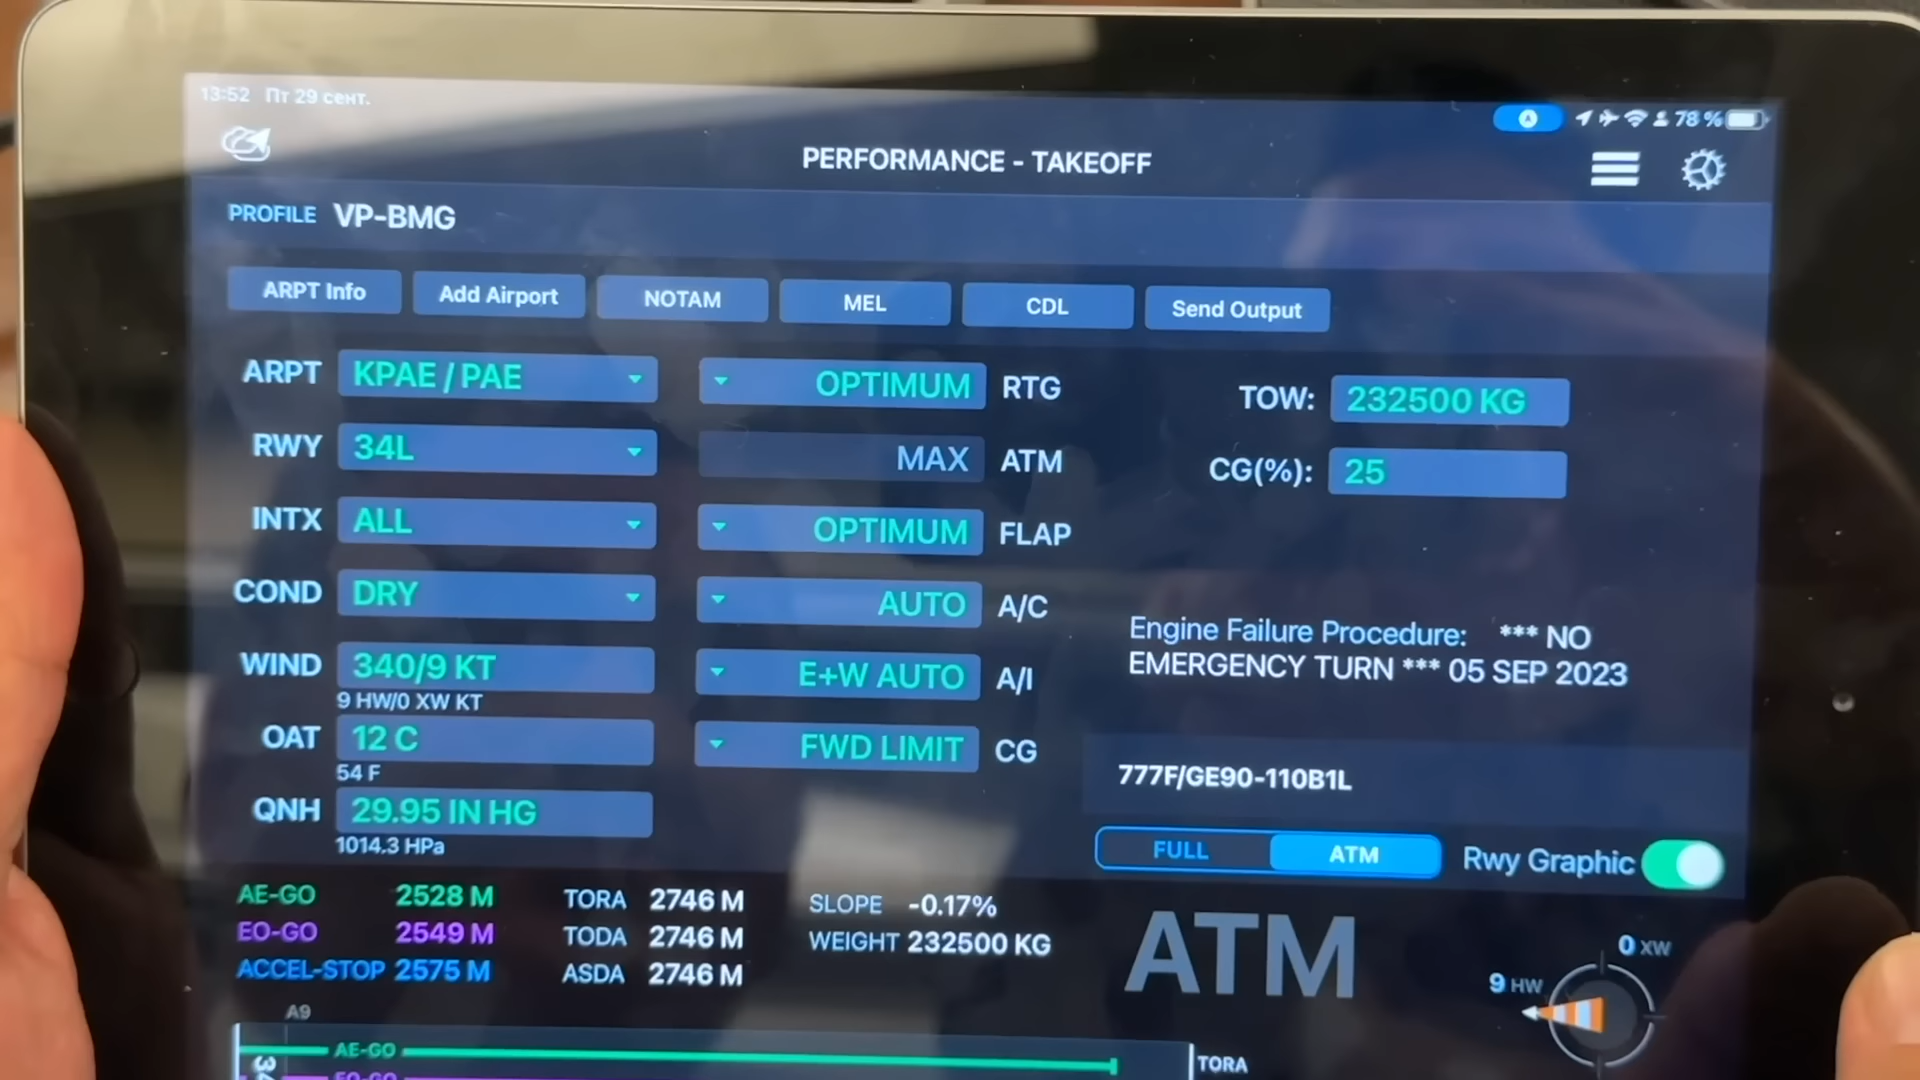 13:52 Пт 29 сент.
78 %
PERFORMANCE - TAKEOFF
PROFILE VP-BMG
ARPT Info Add Airport NOTAM MEL CDL Send Output
ARPT KPAE / PAE OPTIMUM RTG TOW: 232500 KG
RWY 34L MAX ATM CG(%): 25
INTX ALL OPTIMUM FLAP
COND DRY AUTO A/C
Engine Failure Procedure: *** NO
EMERGENCY TURN *** 05 SEP 2023
WIND 340/9 KT E+W AUTO A/I
9 HW/0 XW KT
OAT 12 C FWD LIMIT CG
54 F
777F/GE90-110B1L
QNH 29.95 IN HG
1014.3 HPa
FULL ATM Rwy Graphic
AE-GO 2528 M TORA 2746 M SLOPE -0.17%
EO-GO 2549 M TODA 2746 M WEIGHT 232500 KG
ACCEL-STOP 2575 M ASDA 2746 M
ATM
0 XW
9 HW
A9
AE-GO
TORA
EO-GO